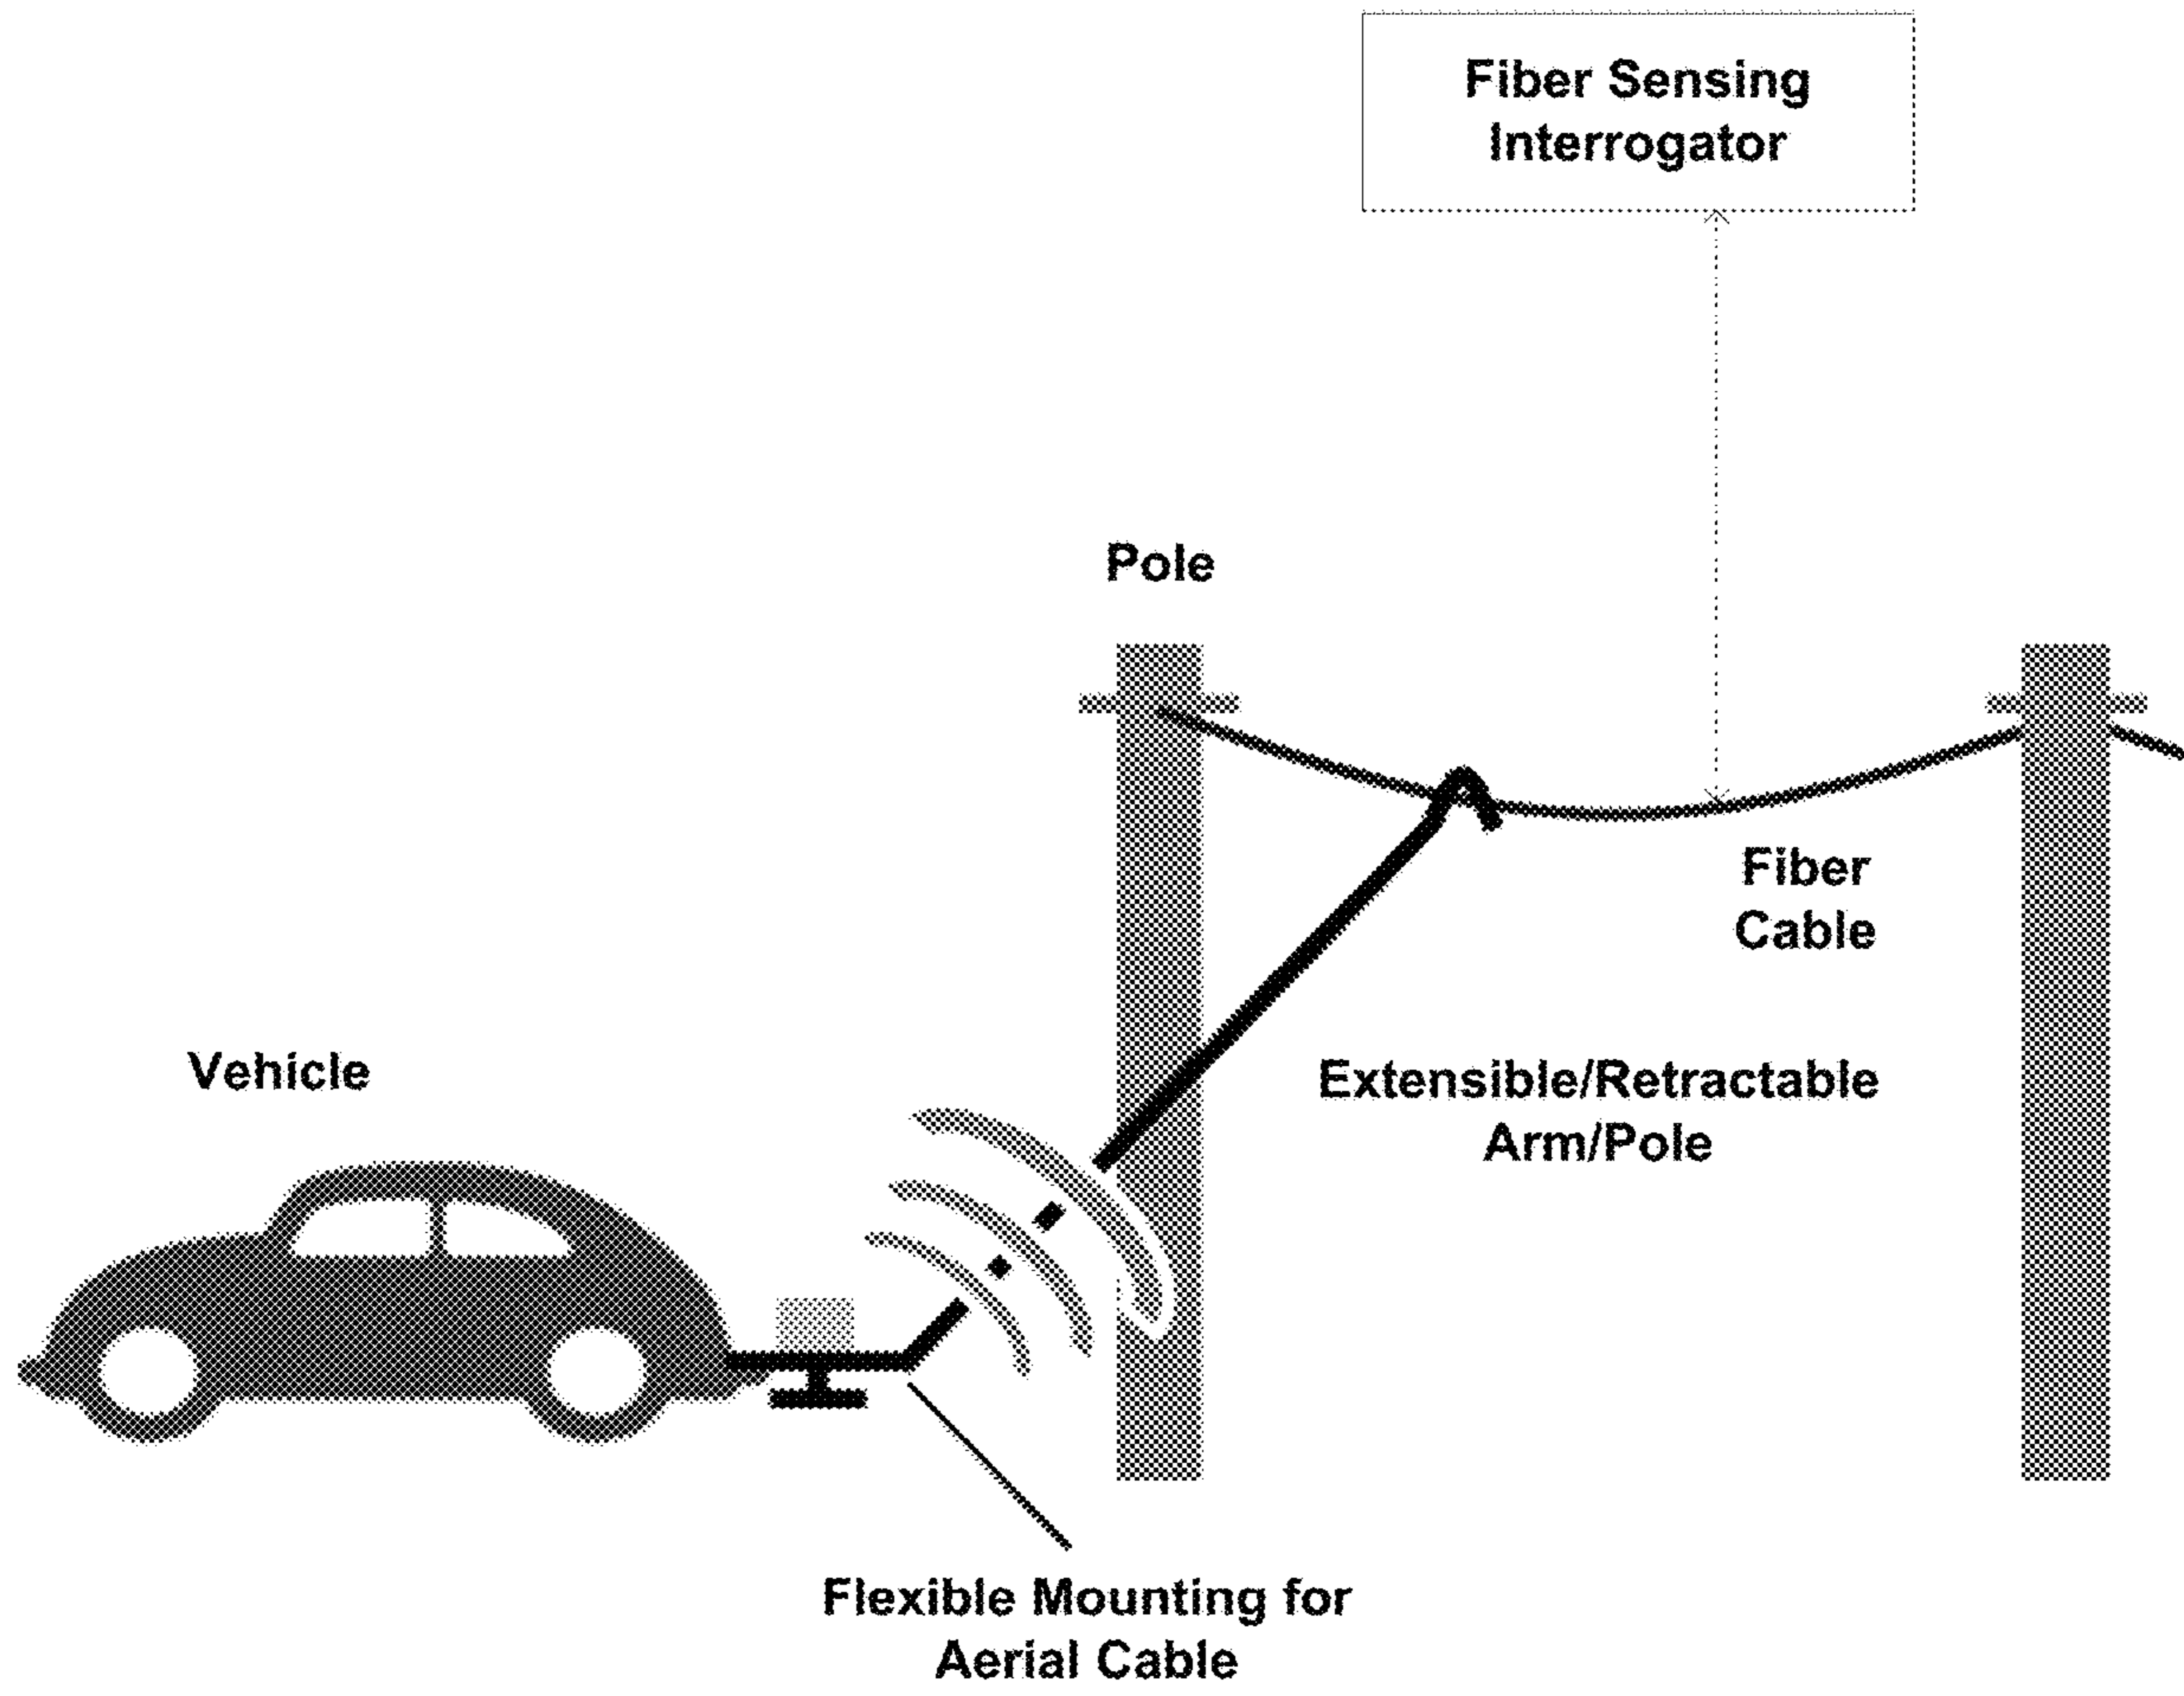 Fiber Sensing
Interrogator
Pole
Fiber
Cable
Vehicle
Extensible/Retractable
Arm/Pole
Flexible Mounting for
Aerial Cable